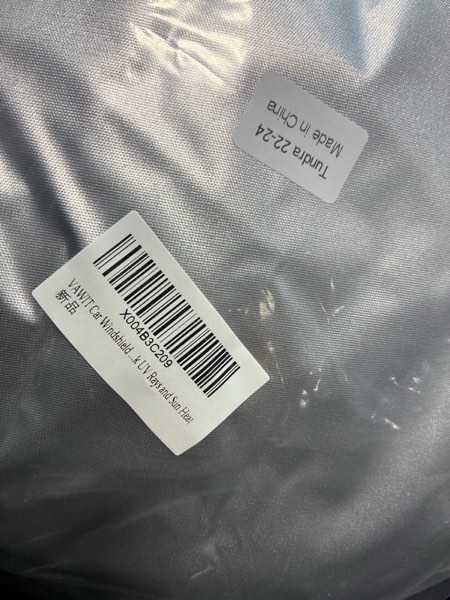 Tundra 22-24
Made in China
X004B3C209
VAWIT Car Windshield ...k UV Rays and Sun Heat
新品